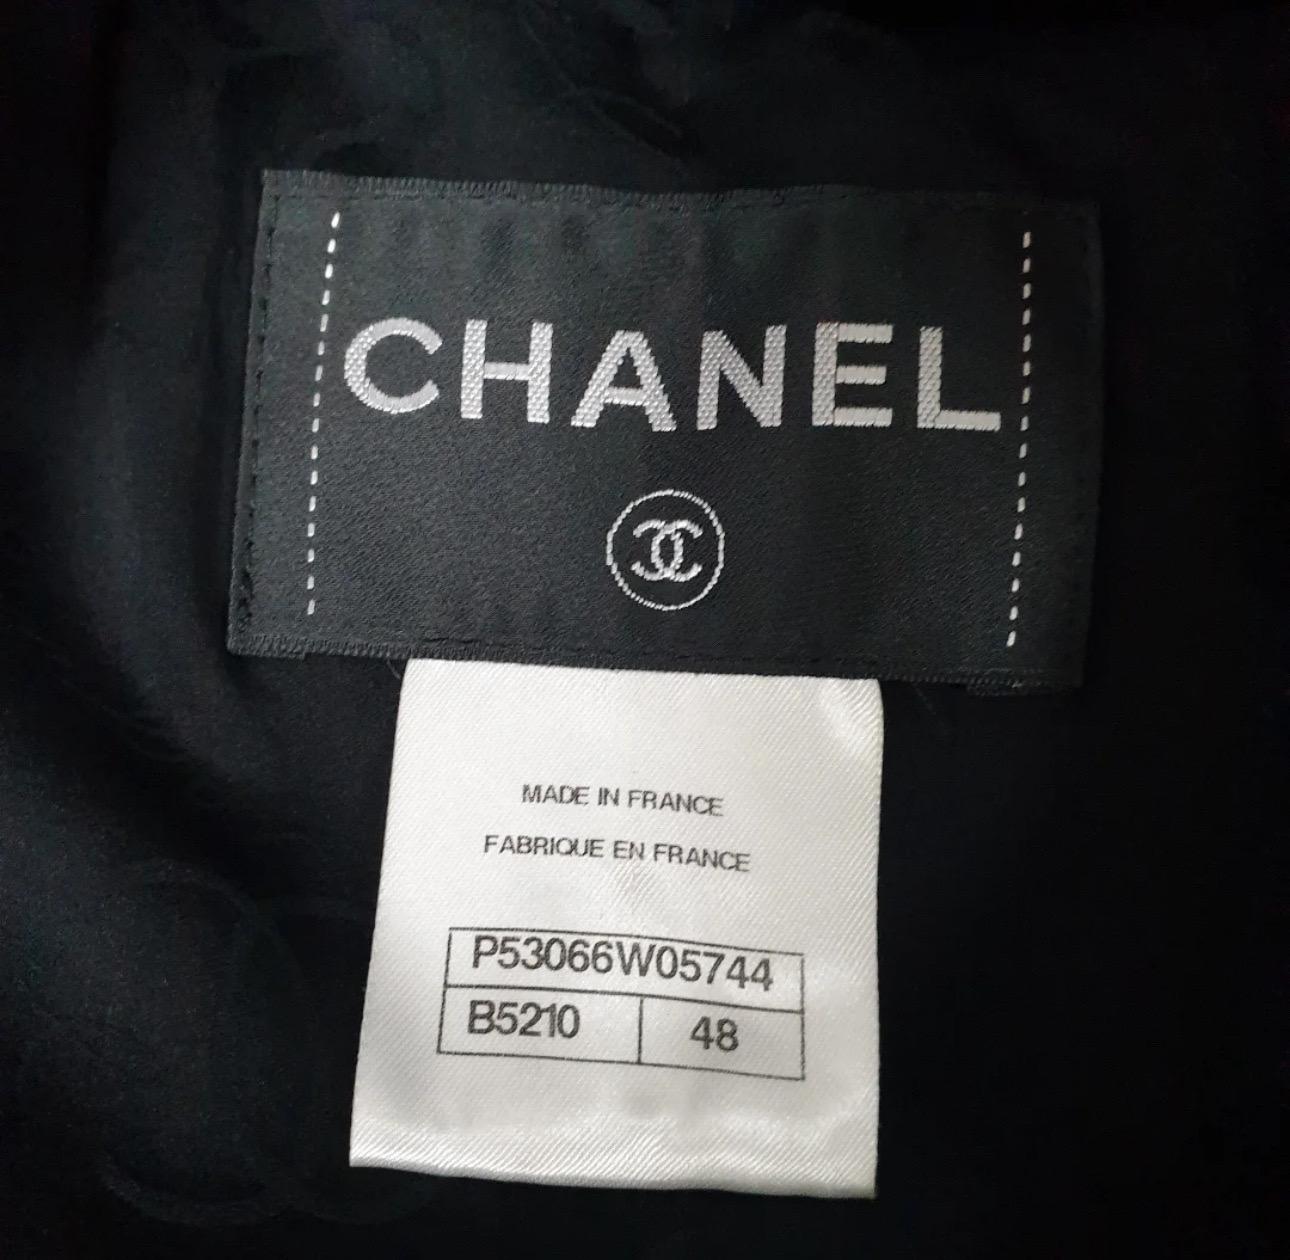 CHANEL
MADE IN FRANCE
FABRIQUE EN FRANCE
P53066W05744
B5210 48